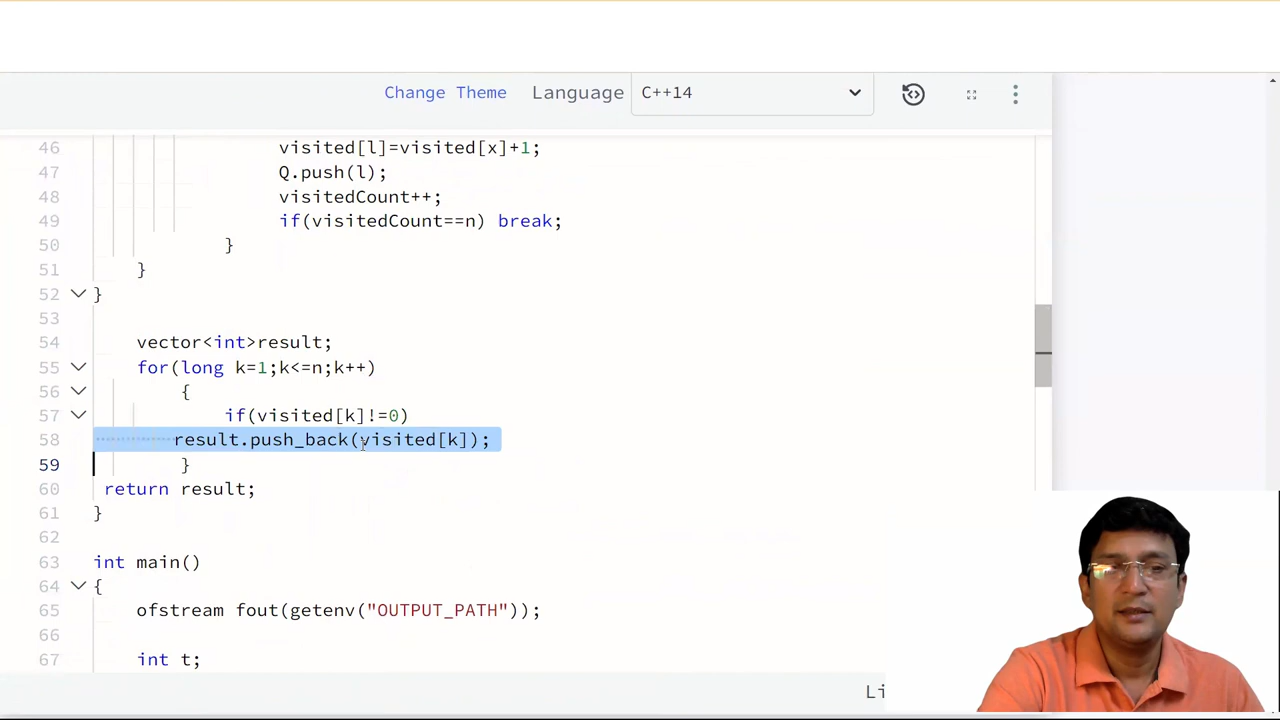 Change Theme Language C++14
46 visited[l]=visited[x]+1;
47 Q.push(l);
48 visitedCount++;
49 if(visitedCount==n) break;
50 }
51 }
52 }
53
54 vector<int>result;
55 for(long k=1;k<=n;k++)
56 {
57 if(visited[k]!=0)
58 result.push_back(visited[k]);
59 }
60 return result;
61 }
62
63 int main()
64 {
65 ofstream fout(getenv("OUTPUT_PATH"));
66
67 int t;
Li